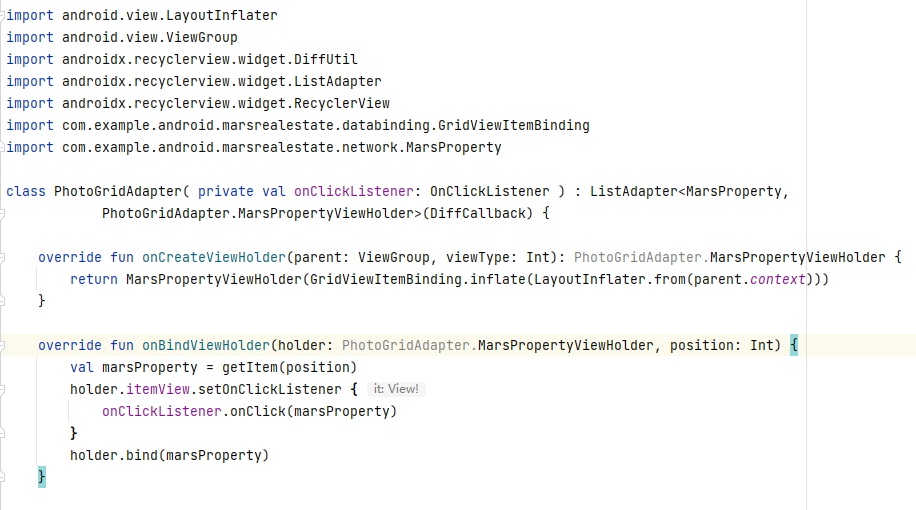 import android.view.LayoutInflater
import android.view.ViewGroup
import androidx.recyclerview.widget.DiffUtil
import androidx.recyclerview.widget.ListAdapter
import androidx.recyclerview.widget.RecyclerView
import com.example.android.marsrealestate.databinding.GridViewItemBinding
import com.example.android.marsrealestate.network.MarsProperty

class PhotoGridAdapter( private val onClickListener: OnClickListener ) : ListAdapter<MarsProperty,
            PhotoGridAdapter.MarsPropertyViewHolder>(DiffCallback) {

    override fun onCreateViewHolder(parent: ViewGroup, viewType: Int): PhotoGridAdapter.MarsPropertyViewHolder {
        return MarsPropertyViewHolder(GridViewItemBinding.inflate(LayoutInflater.from(parent.context)))
    }

    override fun onBindViewHolder(holder: PhotoGridAdapter.MarsPropertyViewHolder, position: Int) {
        val marsProperty = getItem(position)
        holder.itemView.setOnClickListener { it: View!
            onClickListener.onClick(marsProperty)
        }
        holder.bind(marsProperty)
    }